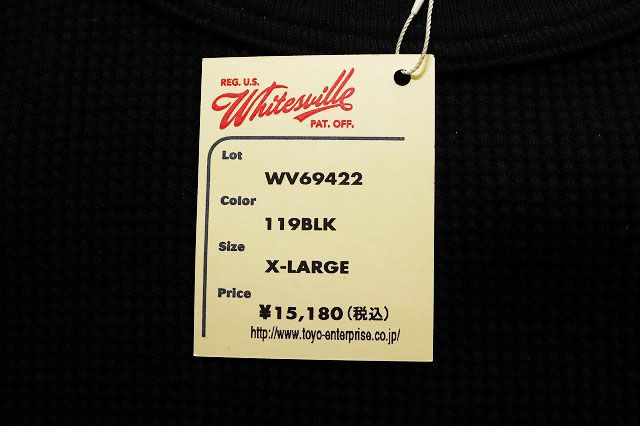 REG. U.S.
Whitesville
PAT. OFF.
Lot
WV69422
Color
119BLK
Size
X-LARGE
Price
¥15,180(税込)
http://www.toyo-enterprise.co.jp/